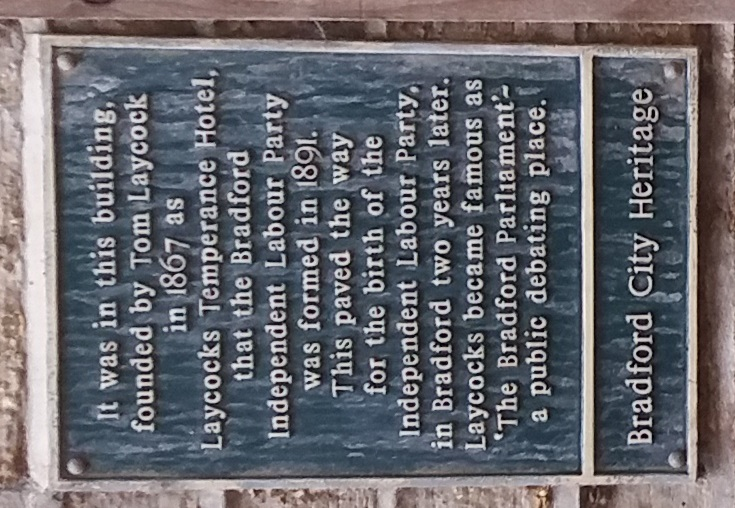 It was in this building,
founded by Tom Laycock
in 1867 as
Laycocks Temperance Hotel,
that the Bradford
Independent Labour Party
was formed in 1891.
This paved the way
for the birth of the
Independent Labour Party,
in Bradford two years later.
Laycocks became famous as
‘The Bradford Parliament’-
a public debating place.
Bradford City Heritage